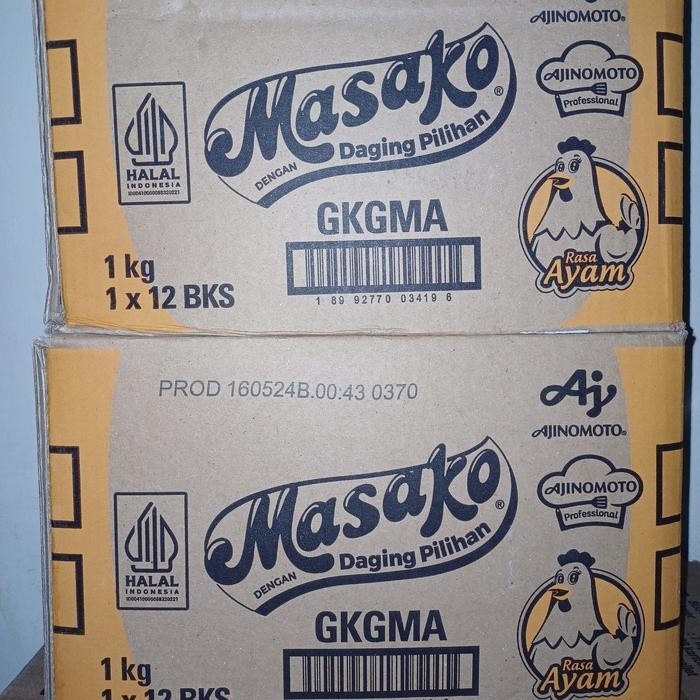 AJINOMOTO®
Masako®
DENGAN Daging Pilihan
AJINOMOTO
Professional
HALAL
INDONESIA
GKGMA
1 89 92770 03419 6
Rasa
Ayam
1 kg
1 x 12 BKS
PROD 160524B.00:43 0370
Aj
AJINOMOTO®
Masako®
DENGAN Daging Pilihan
AJINOMOTO
Professional
HALAL
INDONESIA
GKGMA
Rasa
Ayam
1 kg
1 x 12 BKS